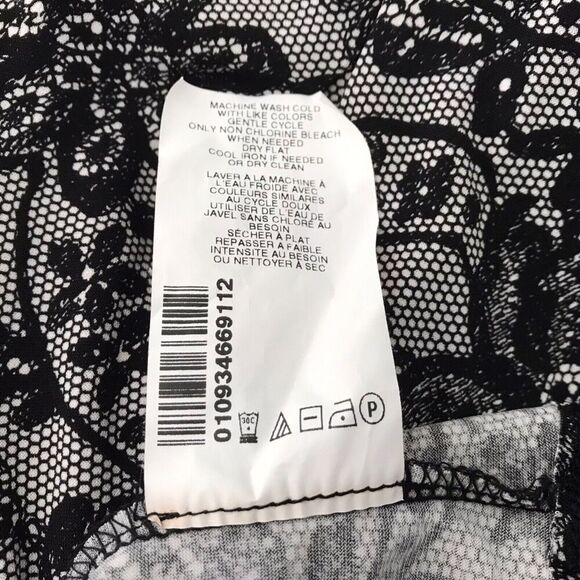 MACHINE WASH COLD
WITH LIKE COLORS
GENTLE CYCLE
ONLY NON CHLORINE BLEACH
WHEN NEEDED
DRY FLAT
COOL IRON IF NEEDED
OR DRY CLEAN
LAVER A LA MACHINE À
L'EAU FROIDE AVEC
COULEURS SIMILAIRES
AU CYCLE DOUX
UTILISER DE L'EAU DE
JAVEL SANS CHLORE AU
BESOIN
SÉCHER À PLAT
REPASSER A FAIBLE
INTENSITE AU BESOIN
OU NETTOYER À SEC
010934669112
30C
P